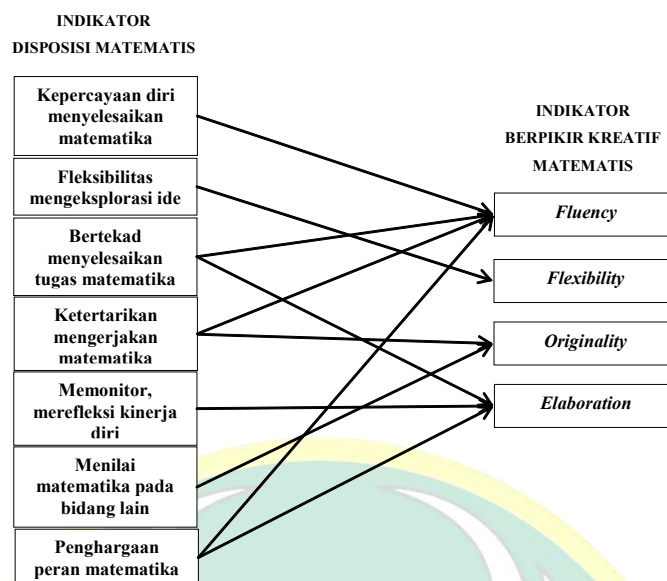 INDIKATOR
DISPOSISI MATEMATIS
Kepercayaan diri
menyelesaikan
matematika
Fleksibilitas
mengeksplorasi ide
Bertekad
menyelesaikan
tugas matematika
Ketertarikan
mengerjakan
matematika
Memonitor,
merefleksi kinerja
diri
Menilai
matematika pada
bidang lain
Penghargaan
peran matematika
INDIKATOR
BERPIKIR KREATIF
MATEMATIS
Fluency
Flexibility
Originality
Elaboration